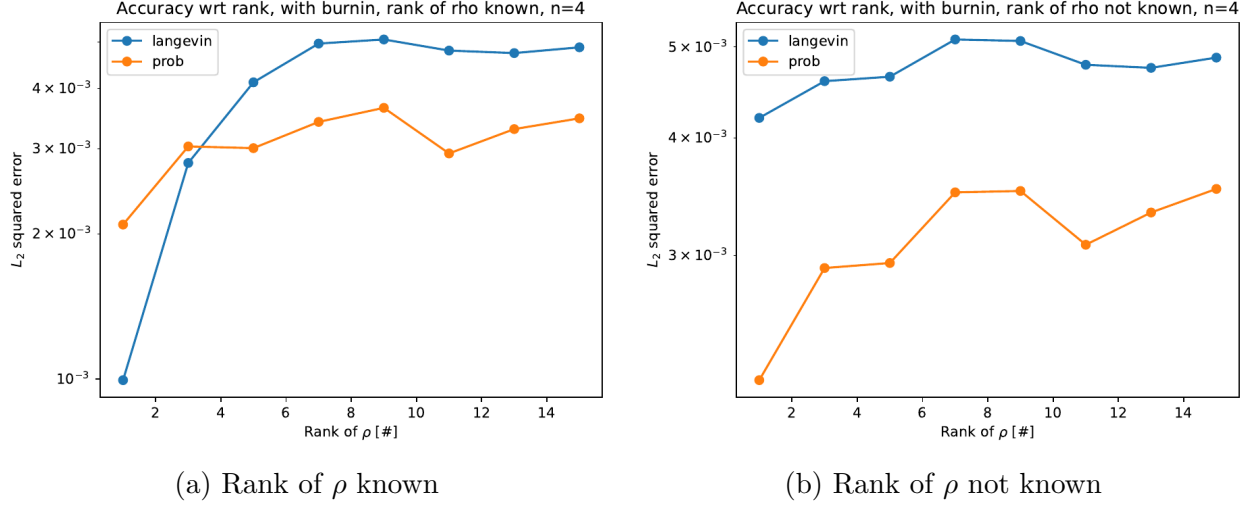 Accuracy wrt rank, with burnin, rank of rho known, n=4
langevin
prob
4 × 10⁻³
3 × 10⁻³
2 × 10⁻³
10⁻³
L₂ squared error
2 4 6 8 10 12 14
Rank of ρ [#]
(a) Rank of ρ known
Accuracy wrt rank, with burnin, rank of rho not known, n=4
langevin
prob
5 × 10⁻³
4 × 10⁻³
3 × 10⁻³
L₂ squared error
2 4 6 8 10 12 14
Rank of ρ [#]
(b) Rank of ρ not known